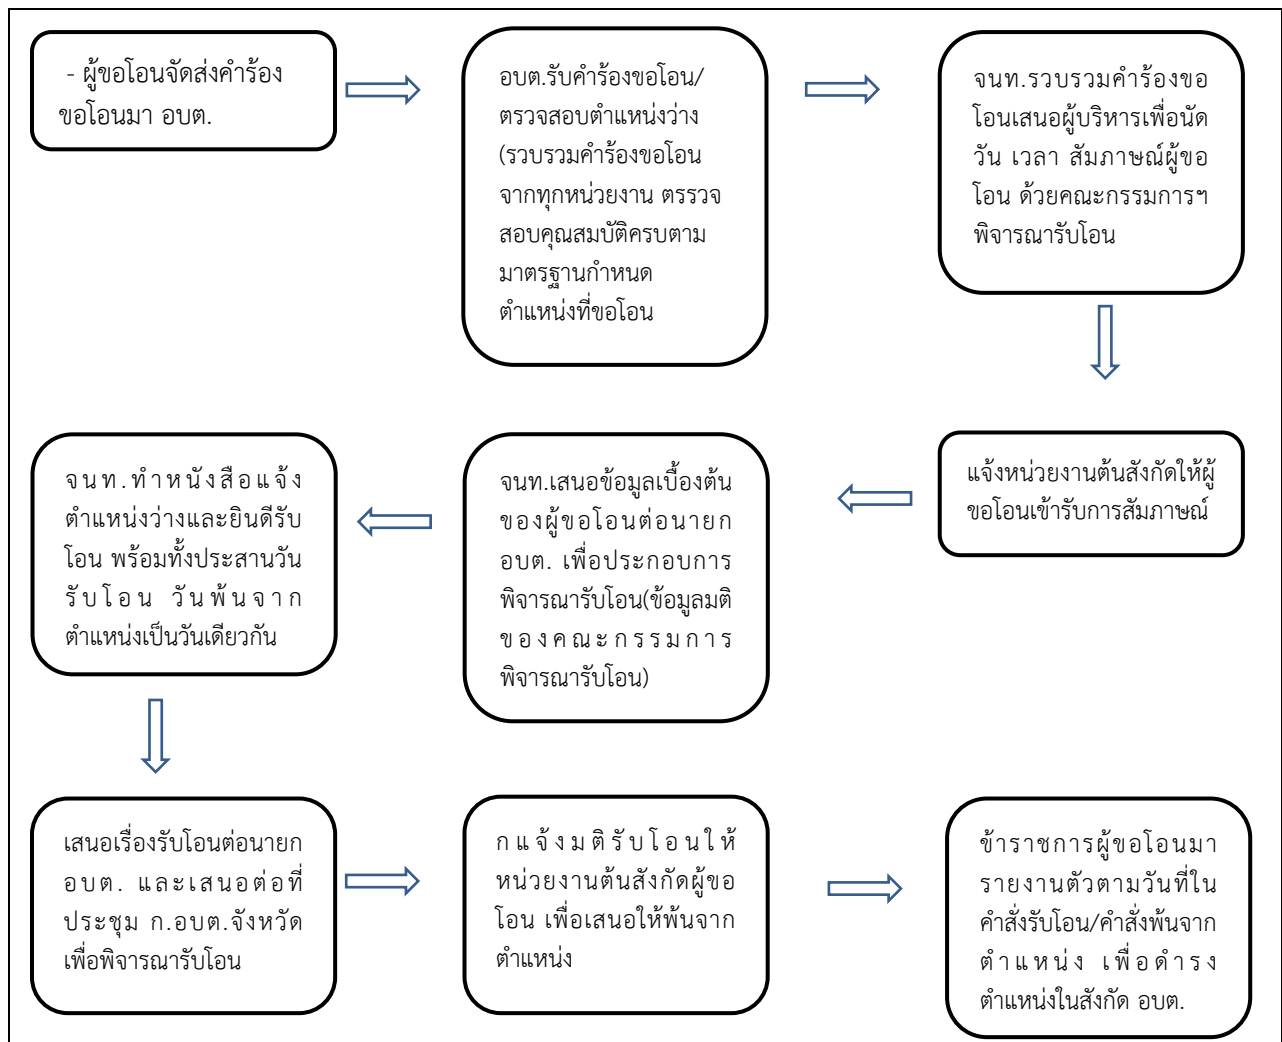 - ผู้ขอโอนจัดส่งคำร้อง
ขอโอนมา อบต.
อบต.รับคำร้องขอโอน/
ตรวจสอบตำแหน่งว่าง
(รวบรวมคำร้องขอโอน
จากทุกหน่วยงาน ตรรวจ
สอบคุณสมบัติครบตาม
มาตรฐานกำหนด
ตำแหน่งที่ขอโอน
จนท.รวบรวมคำร้องขอ
โอนเสนอผู้บริหารเพื่อนัด
วัน เวลา สัมภาษณ์ผู้ขอ
โอน ด้วยคณะกรรมการฯ
พิจารณารับโอน
แจ้งหน่วยงานต้นสังกัดให้ผู้
ขอโอนเข้ารับการสัมภาษณ์
จนท.เสนอข้อมูลเบื้องต้น
ของผู้ขอโอนต่อนายก
อบต. เพื่อประกอบการ
พิจารณารับโอน(ข้อมูลมติ
ของคณะกรรมการ
พิจารณารับโอน)
จนท.ทำหนังสือแจ้ง
ตำแหน่งว่างและยินดีรับ
โอน พร้อมทั้งประสานวัน
รับโอน วันพ้นจาก
ตำแหน่งเป็นวันเดียวกัน
เสนอเรื่องรับโอนต่อนายก
อบต. และเสนอต่อที่
ประชุม ก.อบต.จังหวัด
เพื่อพิจารณารับโอน
กแจ้งมติรับโอนให้
หน่วยงานต้นสังกัดผู้ขอ
โอน เพื่อเสนอให้พ้นจาก
ตำแหน่ง
ข้าราชการผู้ขอโอนมา
รายงานตัวตามวันที่ใน
คำสั่งรับโอน/คำสั่งพ้นจาก
ตำแหน่ง เพื่อดำรง
ตำแหน่งในสังกัด อบต.